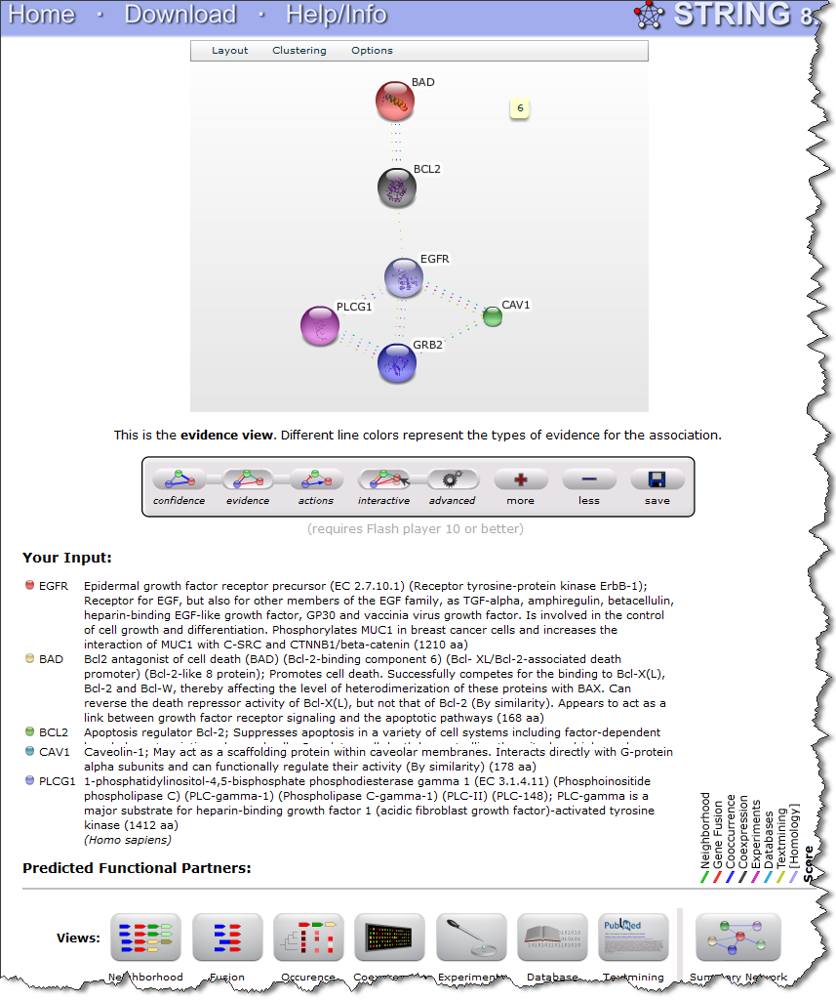 Home · Download · Help/Info STRING 8.
Layout Clustering Options
BAD
6
BCL2
EGFR
PLCG1
CAV1
GRB2
This is the evidence view. Different line colors represent the types of evidence for the association.
confidence evidence actions interactive advanced more less save
(requires Flash player 10 or better)
Your Input:
EGFR Epidermal growth factor receptor precursor (EC 2.7.10.1) (Receptor tyrosine-protein kinase ErbB-1);
Receptor for EGF, but also for other members of the EGF family, as TGF-alpha, amphiregulin, betacellulin,
heparin-binding EGF-like growth factor, GP30 and vaccinia virus growth factor. Is involved in the control
of cell growth and differentiation. Phosphorylates MUC1 in breast cancer cells and increases the
interaction of MUC1 with C-SRC and CTNNB1/beta-catenin (1210 aa)
BAD Bcl2 antagonist of cell death (BAD) (Bcl-2-binding component 6) (Bcl- XL/Bcl-2-associated death
promoter) (Bcl-2-like 8 protein); Promotes cell death. Successfully competes for the binding to Bcl-X(L),
Bcl-2 and Bcl-W, thereby affecting the level of heterodimerization of these proteins with BAX. Can
reverse the death repressor activity of Bcl-X(L), but not that of Bcl-2 (By similarity). Appears to act as a
link between growth factor receptor signaling and the apoptotic pathways (168 aa)
BCL2 Apoptosis regulator Bcl-2; Suppresses apoptosis in a variety of cell systems including factor-dependent
CAV1 Caveolin-1; May act as a scaffolding protein within caveolar membranes. Interacts directly with G-protein
alpha subunits and can functionally regulate their activity (By similarity) (178 aa)
PLCG1 1-phosphatidylinositol-4,5-bisphosphate phosphodiesterase gamma 1 (EC 3.1.4.11) (Phosphoinositide
phospholipase C) (PLC-gamma-1) (Phospholipase C-gamma-1) (PLC-II) (PLC-148); PLC-gamma is a
major substrate for heparin-binding growth factor 1 (acidic fibroblast growth factor)-activated tyrosine
kinase (1412 aa)
(Homo sapiens)
Neighborhood
Gene Fusion
Cooccurrence
Coexpression
Experiments
Databases
Textmining
[Homology]
Score
Predicted Functional Partners:
Views:
PubMed
Neighborhood Fusion Occurence Database Textmining Summary Network